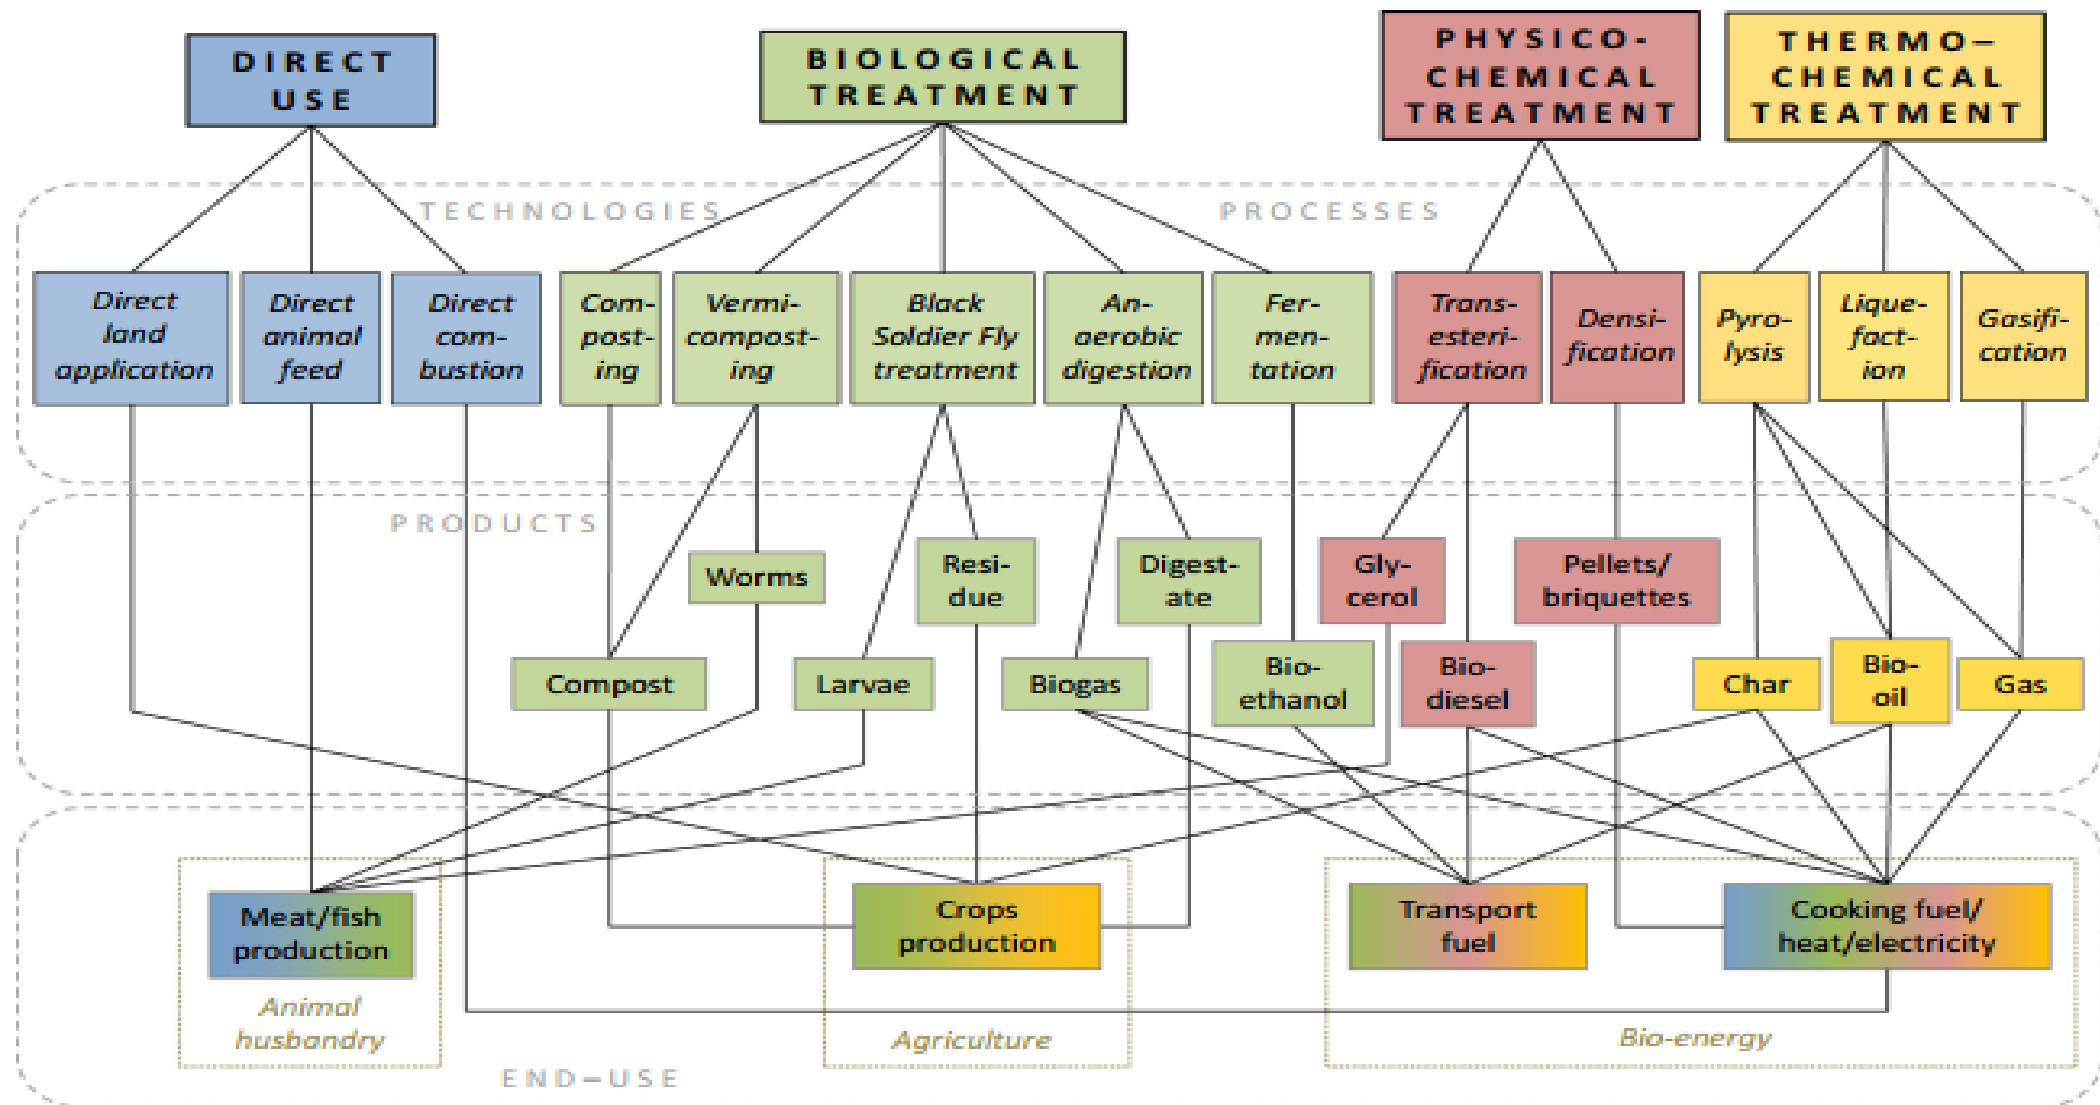 DIRECT
USE
BIOLOGICAL
TREATMENT
PHYSICO-
CHEMICAL
TREATMENT
THERMO–
CHEMICAL
TREATMENT
TECHNOLOGIES
PROCESSES
Direct
land
application
Direct
animal
feed
Direct
com-
bustion
Com-
post-
ing
Vermi-
compost-
ing
Black
Soldier Fly
treatment
An-
aerobic
digestion
Fer-
men-
tation
Trans-
esteri-
fication
Densi-
fication
Pyro-
lysis
Lique-
fact-
ion
Gasifi-
cation
PRODUCTS
Worms
Resi-
due
Digest-
ate
Gly-
cerol
Pellets/
briquettes
Compost
Larvae
Biogas
Bio-
ethanol
Bio-
diesel
Char
Bio-
oil
Gas
Meat/fish
production
Crops
production
Transport
fuel
Cooking fuel/
heat/electricity
Animal
husbandry
Agriculture
Bio-energy
END–USE